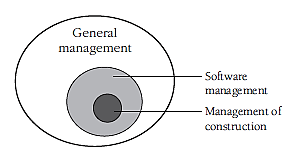 General
management
Software
management
Management of
construction